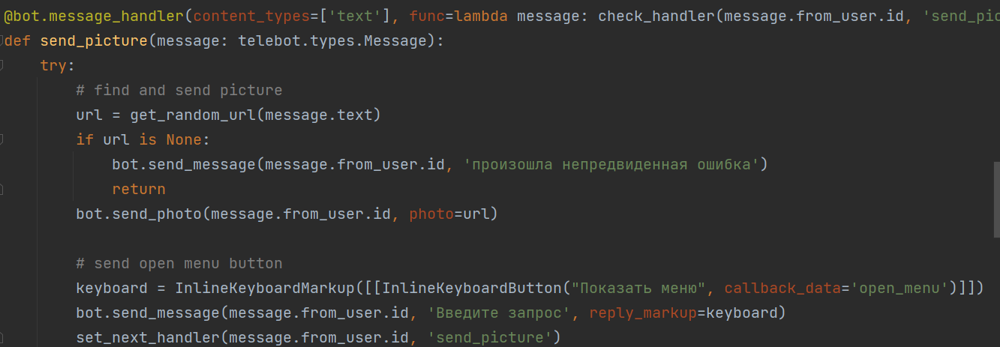 @bot.message_handler(content_types=['text'], func=lambda message: check_handler(message.from_user.id, 'send_pic
def send_picture(message: telebot.types.Message):
    try:
        # find and send picture
        url = get_random_url(message.text)
        if url is None:
            bot.send_message(message.from_user.id, 'произошла непредвиденная ошибка')
            return
        bot.send_photo(message.from_user.id, photo=url)

        # send open menu button
        keyboard = InlineKeyboardMarkup([[InlineKeyboardButton("Показать меню", callback_data='open_menu')]])
        bot.send_message(message.from_user.id, 'Введите запрос', reply_markup=keyboard)
        set_next_handler(message.from_user.id, 'send_picture')